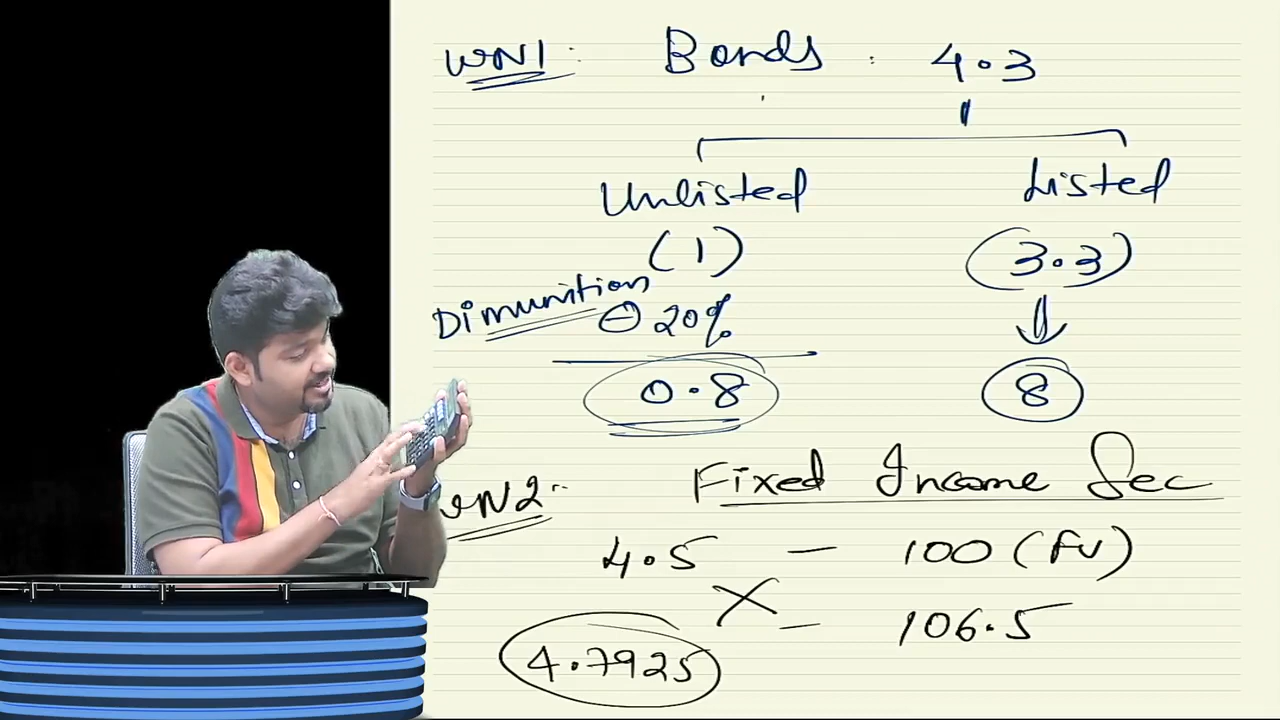 WN1: Bonds : 4.3
Unlisted Listed
(1) (3.3)
Dimunition ⊖ 20%
0.8 8
WN2:- Fixed Income Sec
4.5 — 100 (FV)
X — 106.5
4.7925